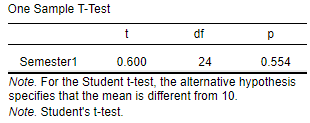 One Sample T-Test
t df p
Semester1 0.600 24 0.554
Note. For the Student t-test, the alternative hypothesis
specifies that the mean is different from 10.
Note. Student's t-test.